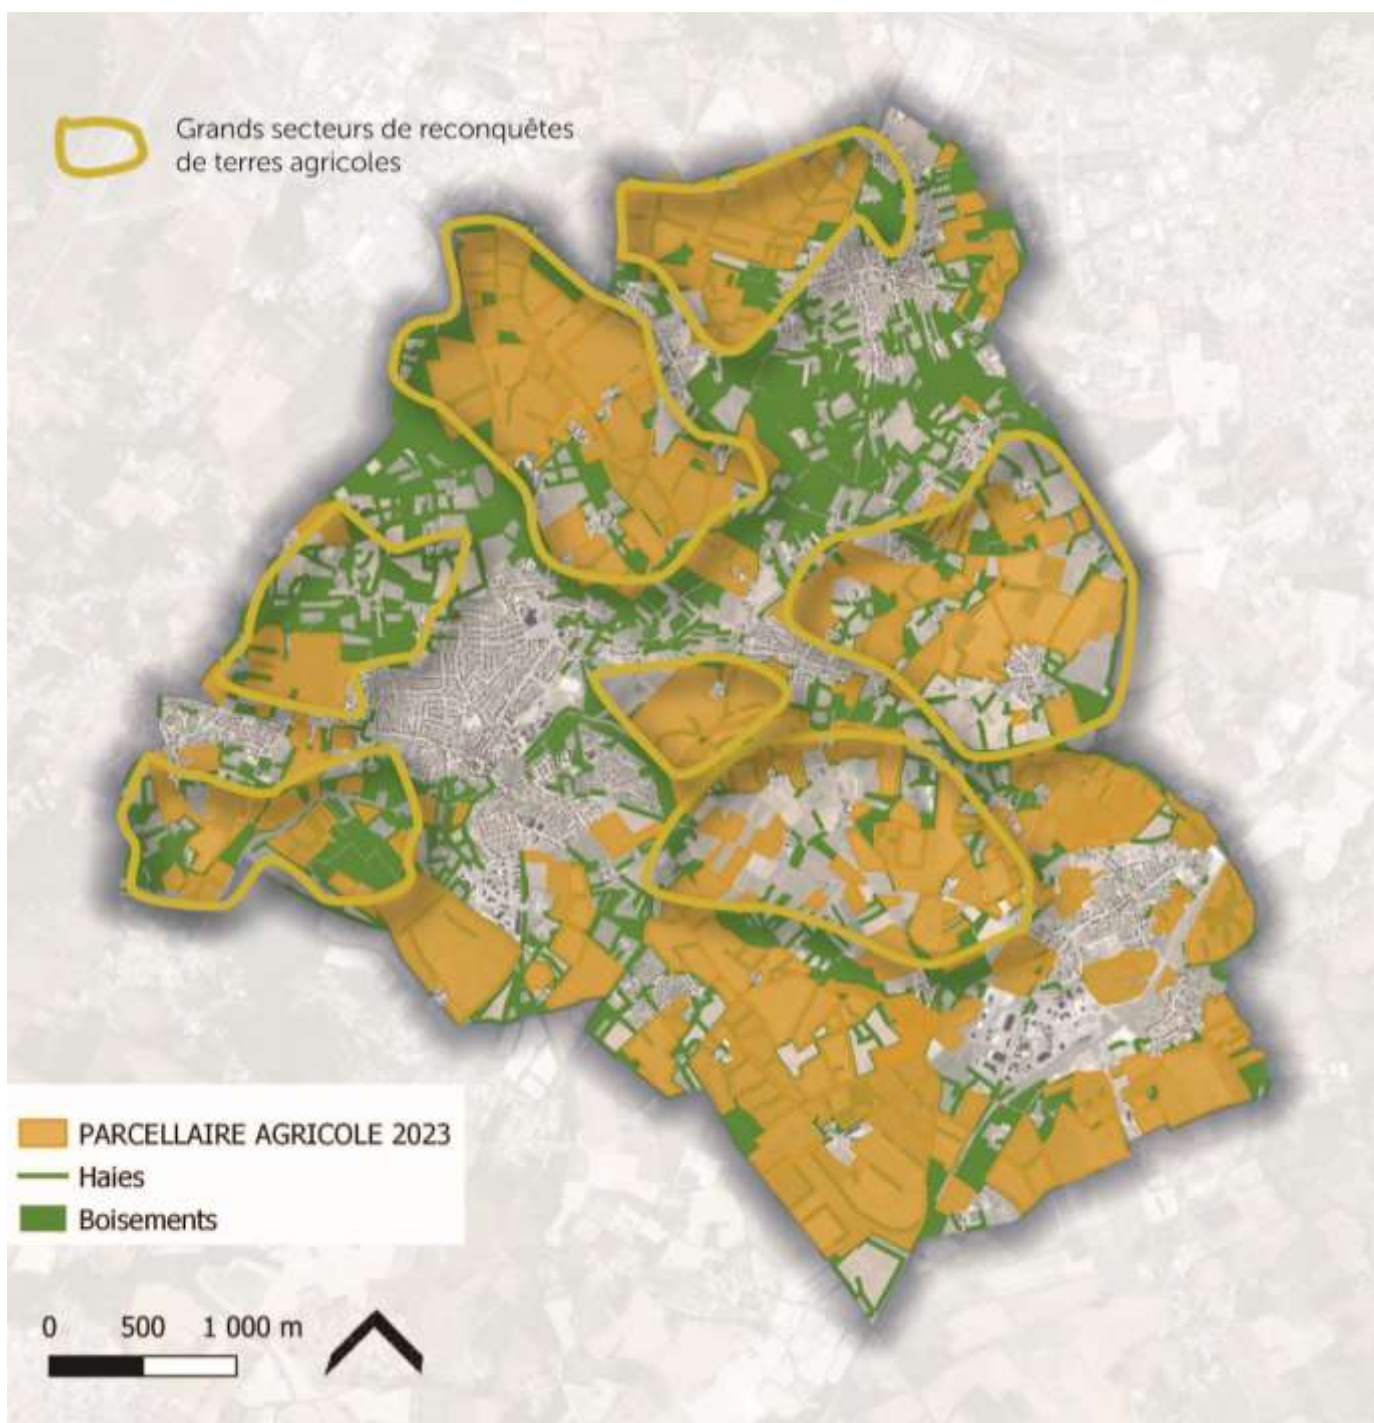 Grands secteurs de reconquêtes
de terres agricoles
PARCELLAIRE AGRICOLE 2023
Haies
Boisements
0 500 1 000 m